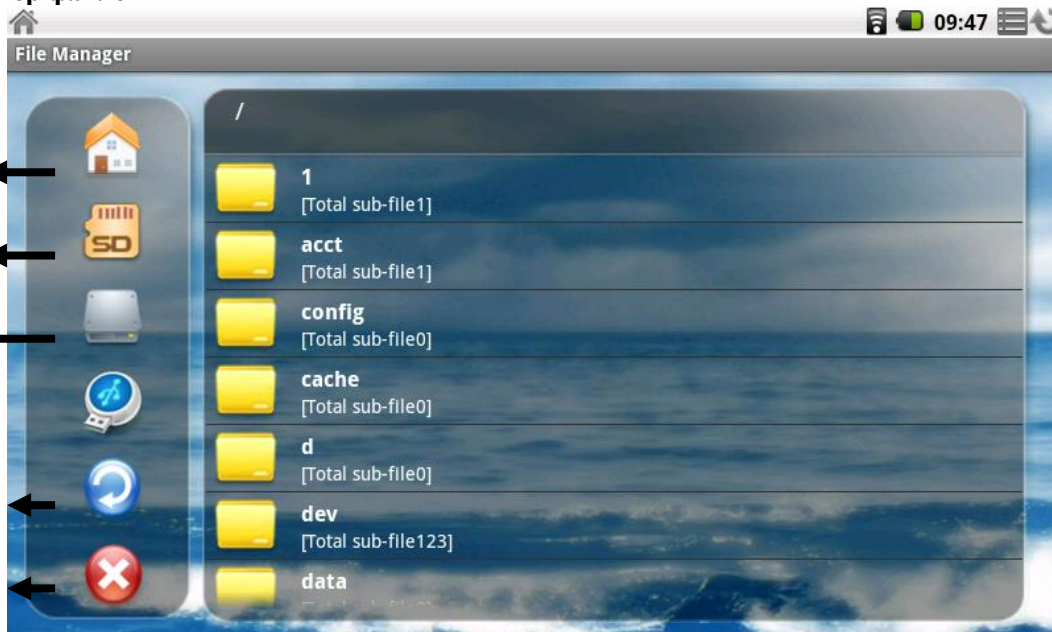 09:47
File Manager
/
SD
1
[Total sub-file1]
acct
[Total sub-file1]
config
[Total sub-file0]
cache
[Total sub-file0]
d
[Total sub-file0]
dev
[Total sub-file123]
data